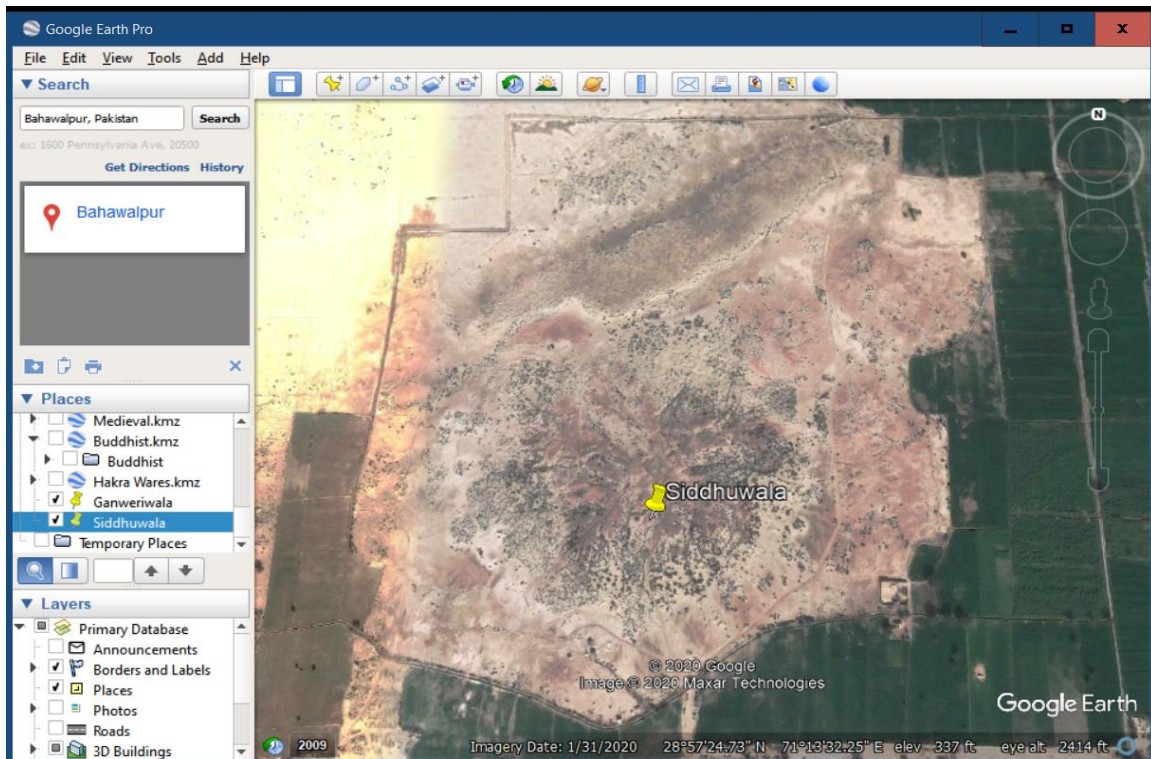 Google Earth Pro
File Edit View Tools Add Help
▼ Search
Bahawalpur, Pakistan Search
ex: 1600 Pennsylvania Ave, 20500
Get Directions History
Bahawalpur
▼ Places
Medieval.kmz
Buddhist.kmz
Buddhist
Hakra Wares.kmz
Ganweriwala
Siddhuwala
Temporary Places
▼ Layers
Primary Database
Announcements
Borders and Labels
Places
Photos
Roads
3D Buildings
N
Siddhuwala
© 2020 Google
Image © 2020 Maxar Technologies
Google Earth
2009 Imagery Date: 1/31/2020 28°57'24.73" N 71°13'32.25" E elev 337 ft eye alt 2414 ft